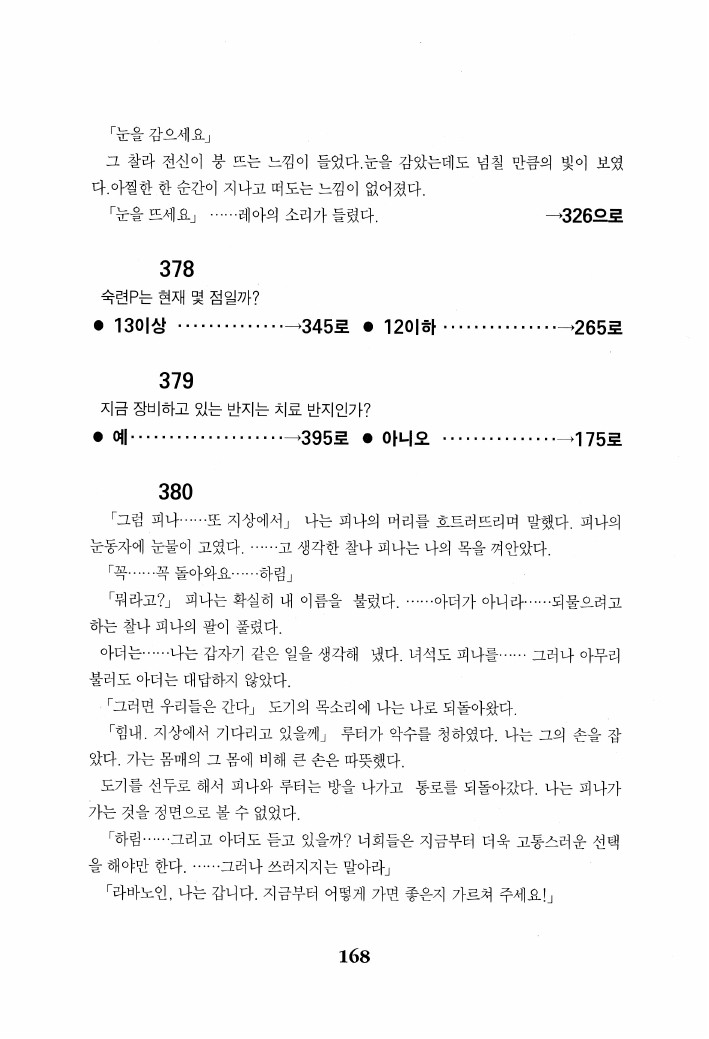 「눈을 감으세요」
그 찰라 전신이 붕 뜨는 느낌이 들었다.눈을 감았는데도 넘칠 만큼의 빛이 보였
다.아찔한 한 순간이 지나고 떠도는 느낌이 없어졌다.
「눈을 뜨세요」 ……레아의 소리가 들렸다. →326으로
378
숙련P는 현재 몇 점일까?
● 13이상 ··············→345로 ● 12이하 ···············→265로
379
지금 장비하고 있는 반지는 치료 반지인가?
● 예····················→395로 ● 아니오 ···············→175로
380
「그럼 피나……또 지상에서」 나는 피나의 머리를 흐트러뜨리며 말했다. 피나의
눈동자에 눈물이 고였다. ……고 생각한 찰나 피나는 나의 목을 껴안았다.
「꼭……꼭 돌아와요……하림」
「뭐라고?」 피나는 확실히 내 이름을 불렀다. ……아더가 아니라……되물으려고
하는 찰나 피나의 팔이 풀렸다.
아더는……나는 갑자기 같은 일을 생각해 냈다. 녀석도 피나를…… 그러나 아무리
불러도 아더는 대답하지 않았다.
「그러면 우리들은 간다」 도기의 목소리에 나는 나로 되돌아왔다.
「힘내. 지상에서 기다리고 있을께」 루터가 악수를 청하였다. 나는 그의 손을 잡
았다. 가는 몸매의 그 몸에 비해 큰 손은 따뜻했다.
도기를 선두로 해서 피나와 루터는 방을 나가고 통로를 되돌아갔다. 나는 피나가
가는 것을 정면으로 볼 수 없었다.
「하림……그리고 아더도 듣고 있을까? 너희들은 지금부터 더욱 고통스러운 선택
을 해야만 한다. ……그러나 쓰러지지는 말아라」
「라바노인, 나는 갑니다. 지금부터 어떻게 가면 좋은지 가르쳐 주세요!」
168